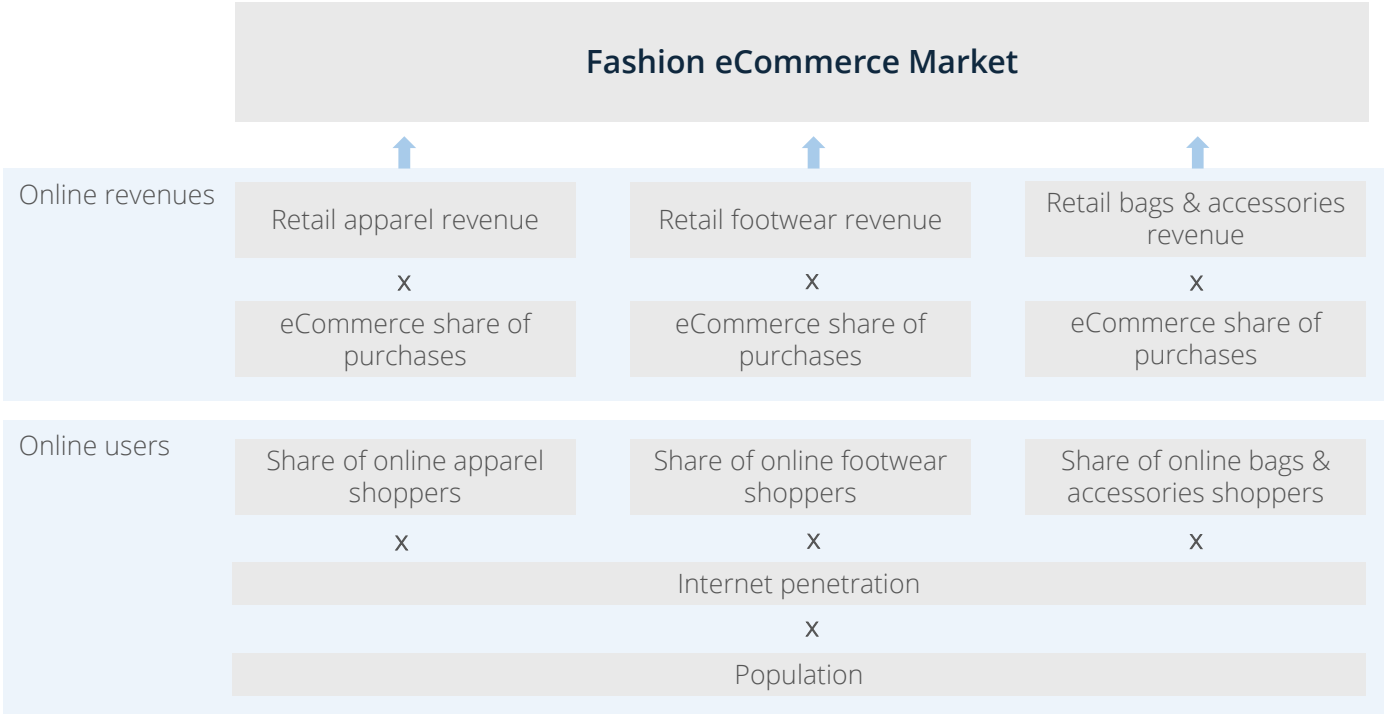 Fashion eCommerce Market
Online revenues
Retail apparel revenue
Retail footwear revenue
Retail bags & accessories
revenue
x
x
x
eCommerce share of
purchases
eCommerce share of
purchases
eCommerce share of
purchases
Online users
Share of online apparel
shoppers
Share of online footwear
shoppers
Share of online bags &
accessories shoppers
x
x
x
Internet penetration
x
Population